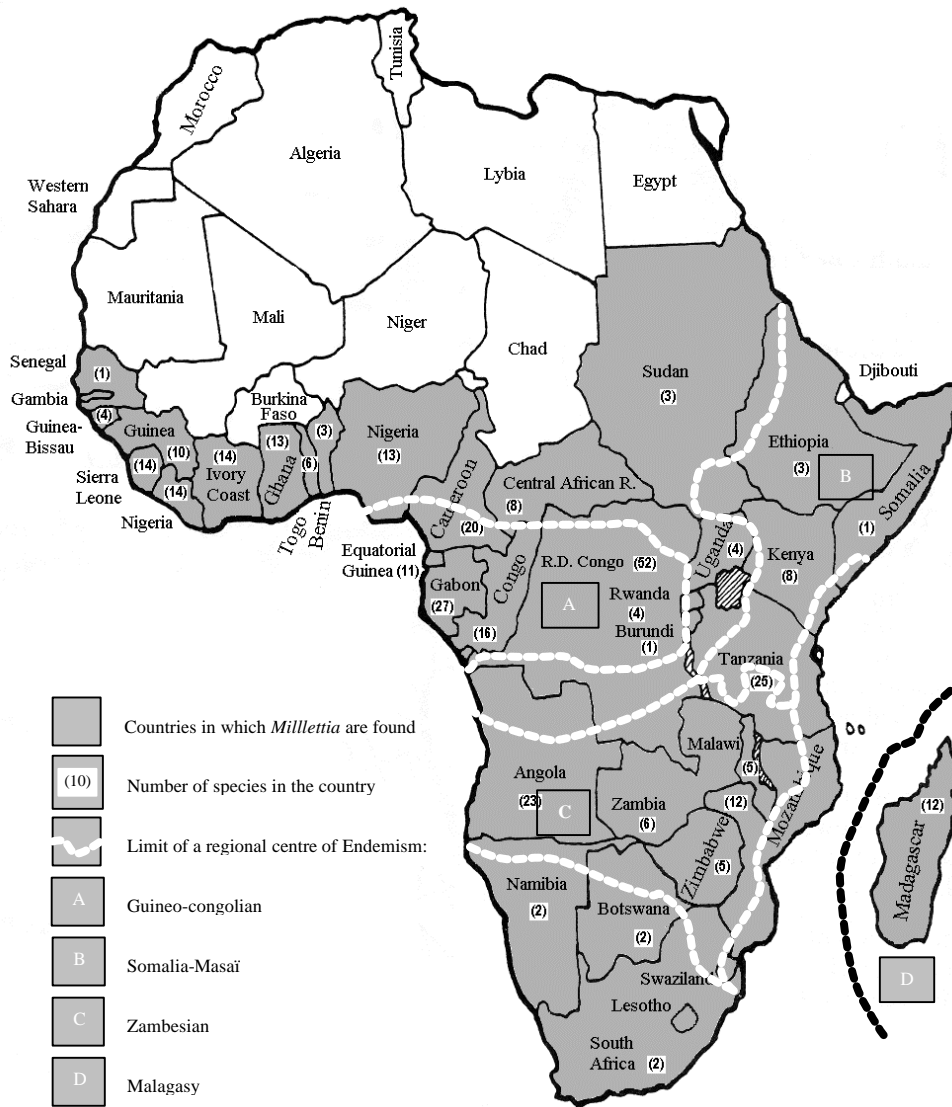 Tunisia
Morocco
Algeria
Lybia
Egypt
Western
Sahara
Mauritania
Mali
Niger
Chad
Sudan
(3)
Djibouti
Senegal
(1)
Gambia
Guinea-
Bissau
(4)
Guinea
(10)
Burkina
Faso
Sierra
Leone
(14)
Nigeria
(14)
Ivory
Coast
(14)
Ghana
(13)
Togo
(6)
Benin
(3)
Nigeria
(13)
Cameroon
(20)
Central African R.
(8)
Ethiopia
(3)
B
Somalia
(1)
Equatorial
Guinea (11)
Gabon
(27)
Congo
(16)
R.D. Congo
(52)
A
Uganda
(4)
Kenya
(8)
Rwanda
(4)
Burundi
(1)
Tanzania
(25)
Angola
(23)
C
Zambia
(6)
Malawi
(5)
(12)
Mozambique
Zimbabwe
(5)
Namibia
(2)
Botswana
(2)
Swaziland
Lesotho
South
Africa
(2)
Madagascar
(12)
D
Countries in which Milllettia are found
(10)
Number of species in the country
Limit of a regional centre of Endemism:
A
Guineo-congolian
B
Somalia-Masaï
C
Zambesian
D
Malagasy